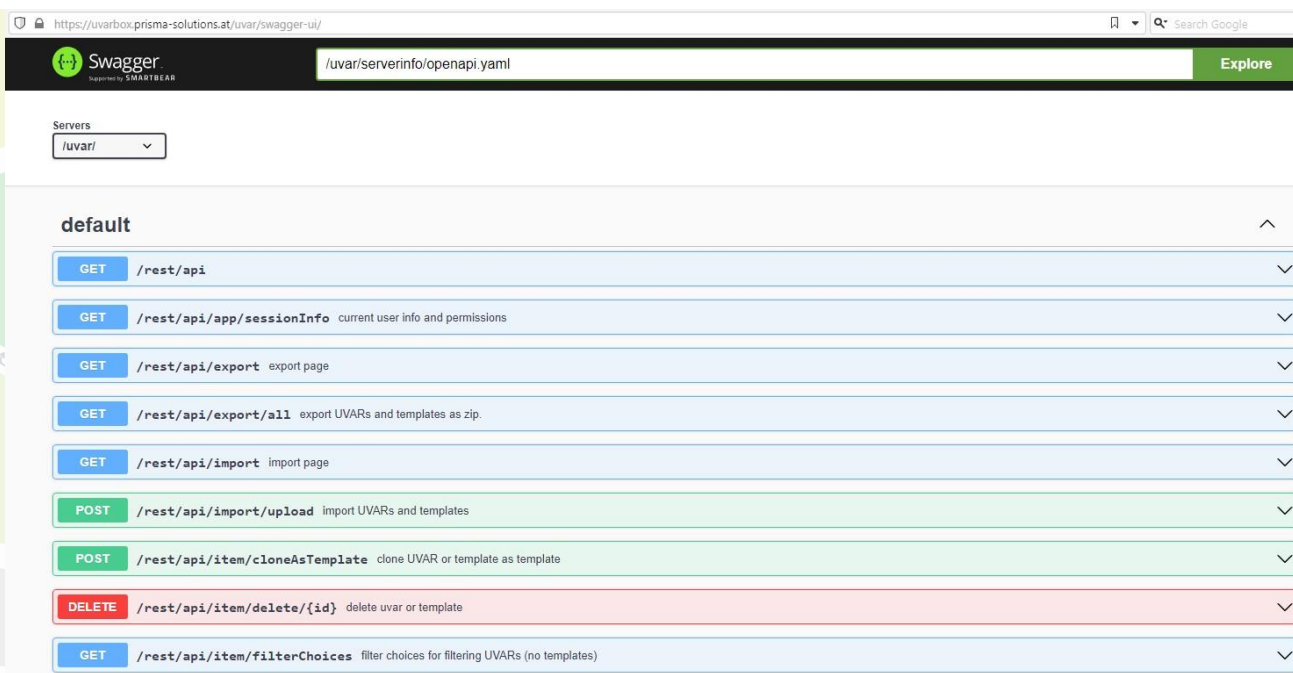 https://uvarbox.prisma-solutions.at/uvar/swagger-ui/
Search Google
Swagger
Supported by SMARTBEAR
/uvar/serverinfo/openapi.yaml
Explore
Servers
/uvar/
default
GET /rest/api
GET /rest/api/app/sessionInfo current user info and permissions
GET /rest/api/export export page
GET /rest/api/export/all export UVARs and templates as zip.
GET /rest/api/import import page
POST /rest/api/import/upload import UVARs and templates
POST /rest/api/item/cloneAsTemplate clone UVAR or template as template
DELETE /rest/api/item/delete/{id} delete uvar or template
GET /rest/api/item/filterChoices filter choices for filtering UVARs (no templates)